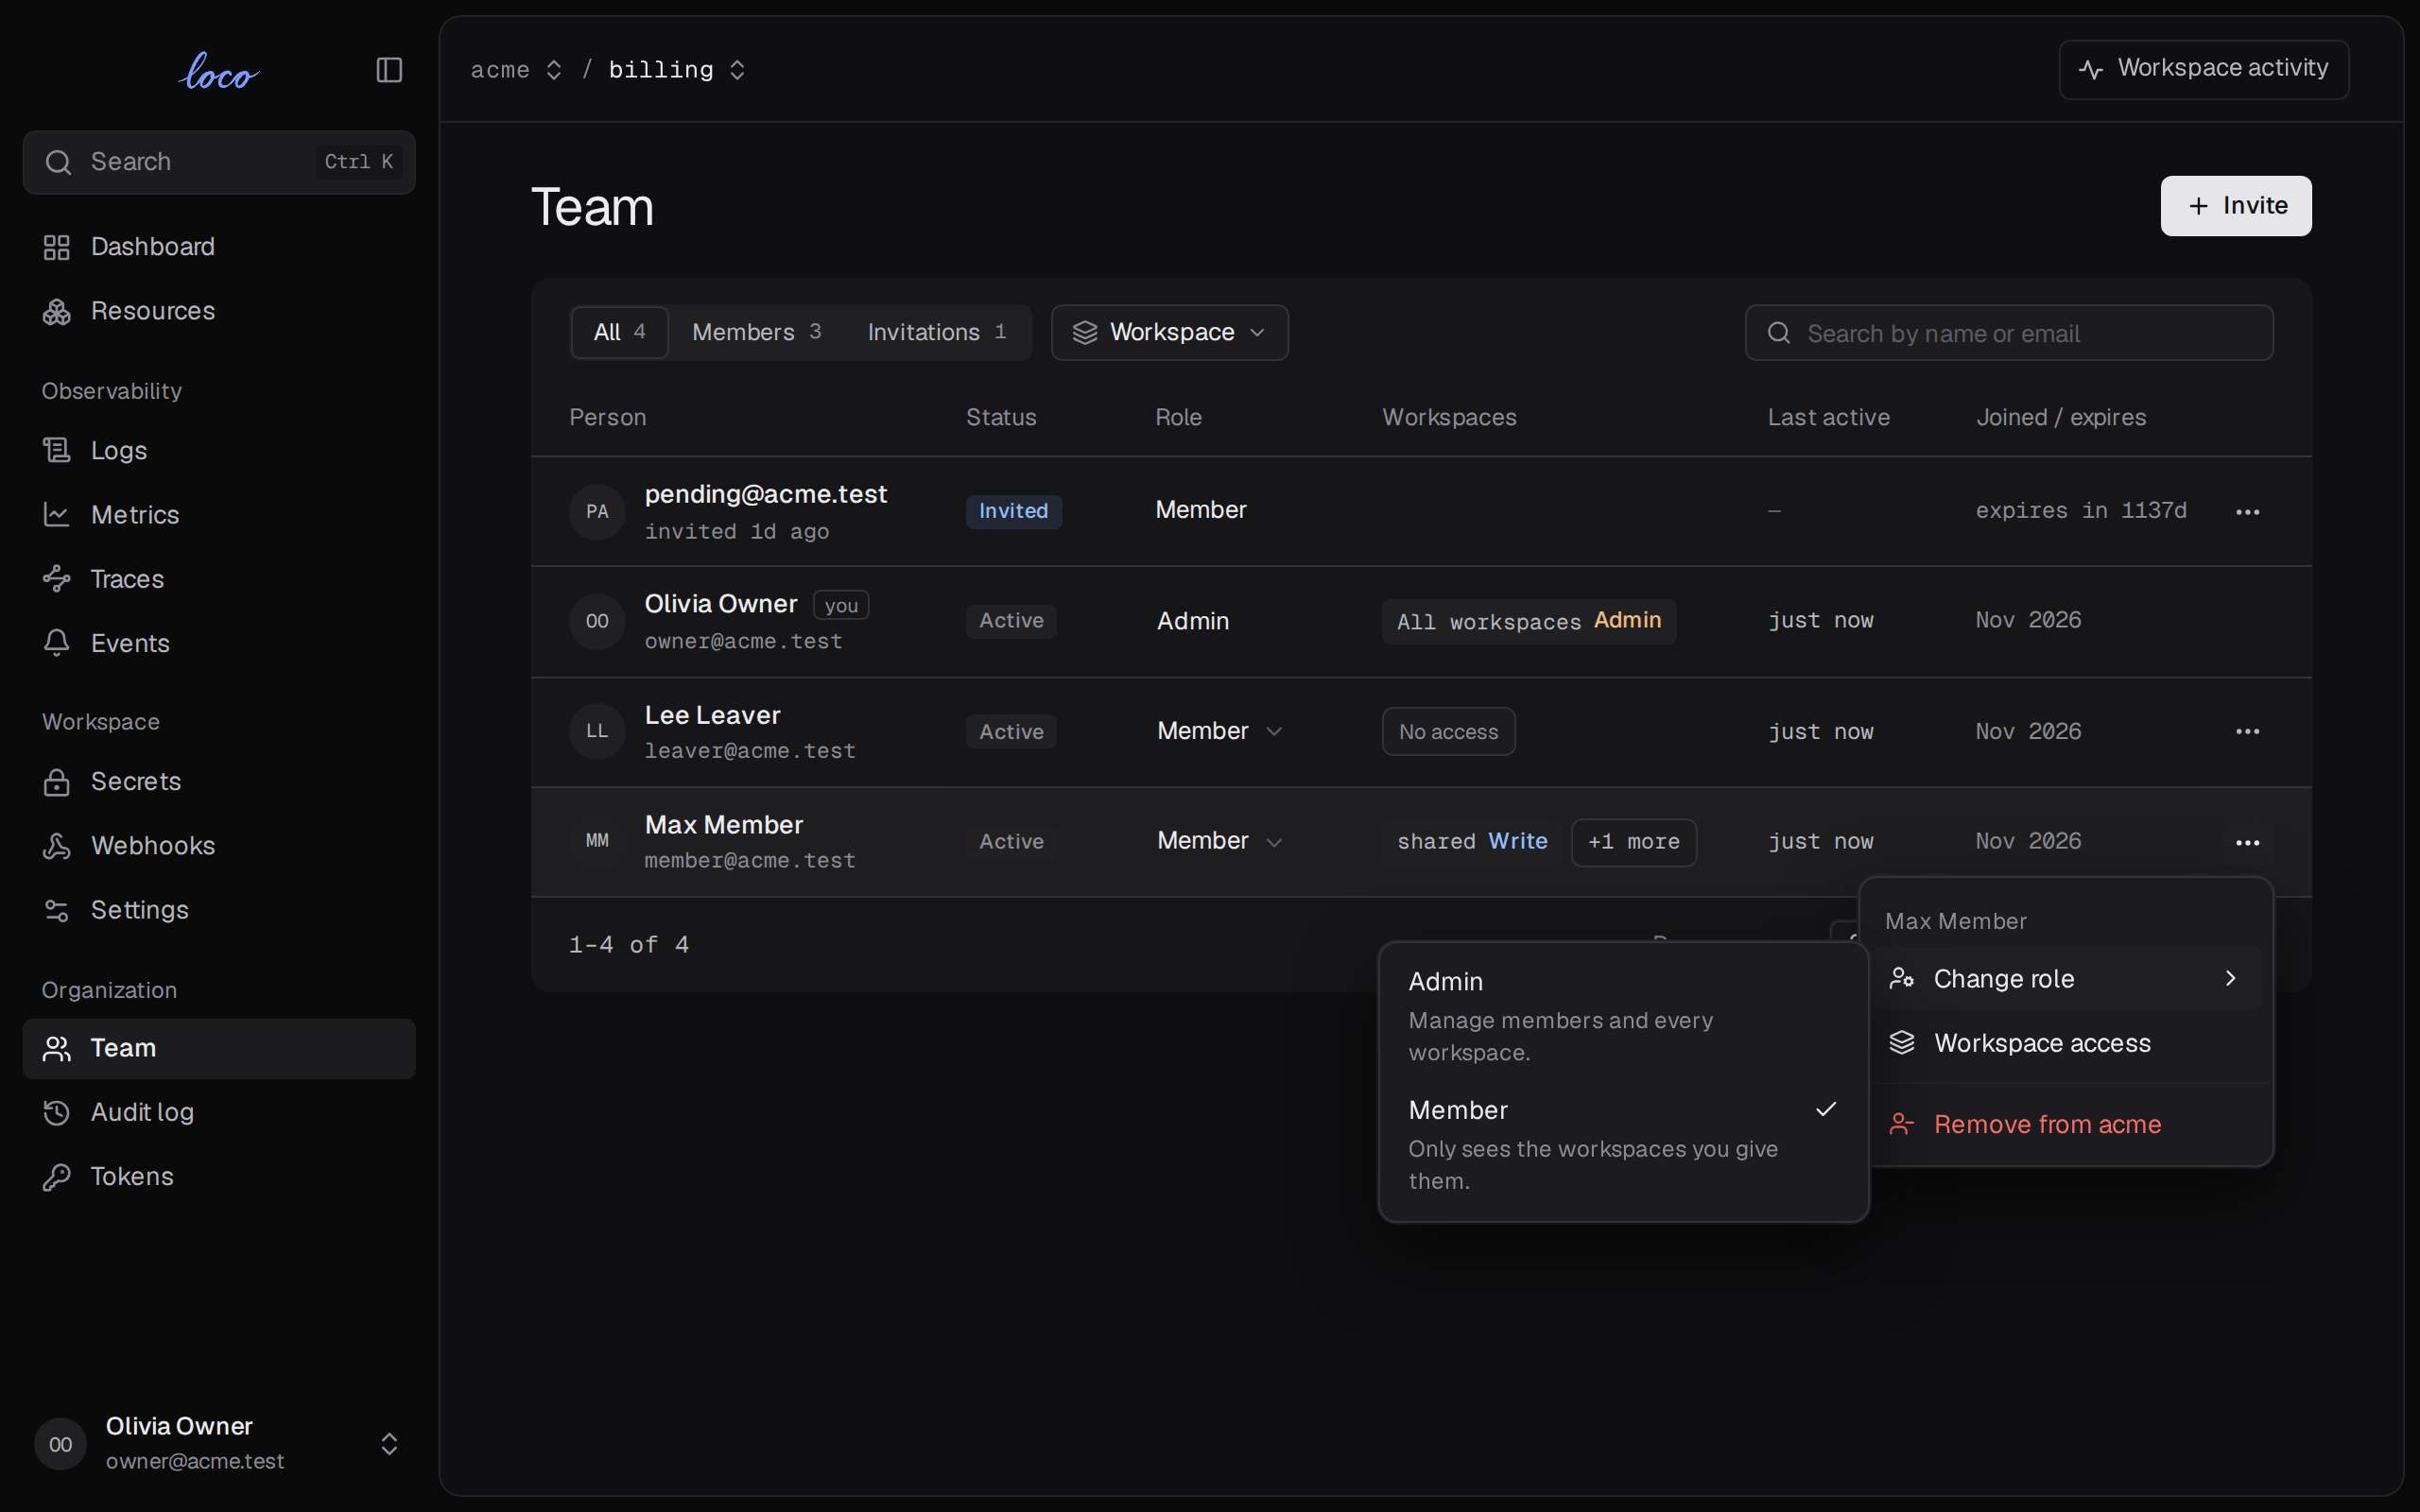 loco
Search Ctrl K
Dashboard
Resources
Observability
Logs
Metrics
Traces
Events
Workspace
Secrets
Webhooks
Settings
Organization
Team
Audit log
Tokens
OO Olivia Owner
owner@acme.test
acme / billing
Workspace activity
Team
Invite
All 4 Members 3 Invitations 1 Workspace
Search by name or email
Person Status Role Workspaces Last active Joined / expires
PA pending@acme.test Invited Member – expires in 1137d
invited 1d ago
OO Olivia Owner you Active Admin All workspaces Admin just now Nov 2026
owner@acme.test
LL Lee Leaver Active Member No access just now Nov 2026
leaver@acme.test
MM Max Member Active Member shared Write +1 more just now Nov 2026
member@acme.test
1–4 of 4
Max Member
Change role
Workspace access
Remove from acme
Admin
Manage members and every
workspace.
Member
Only sees the workspaces you give
them.